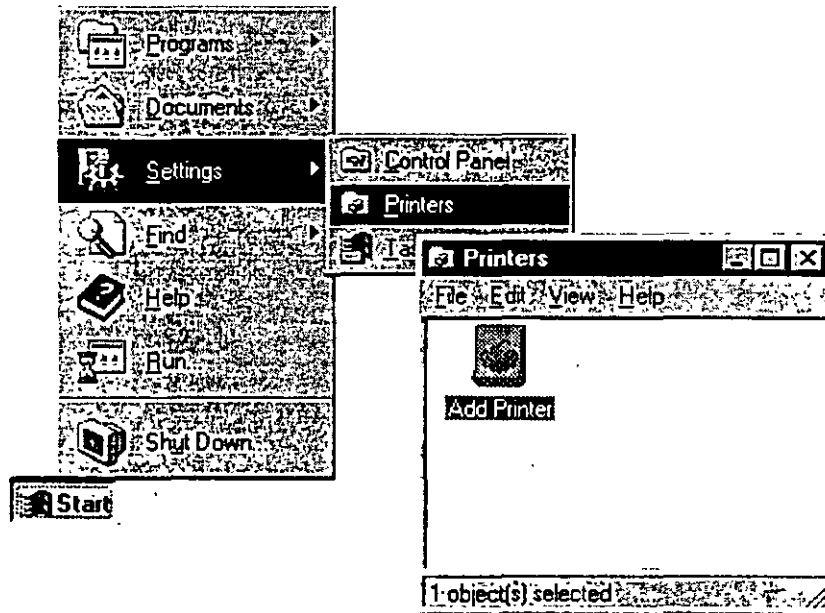 Programs
Documents
Settings
Find
Help
Run...
Shut Down...
Start
Control Panel
Printers
Printers
File Edit View Help
Add Printer
1 object(s) selected